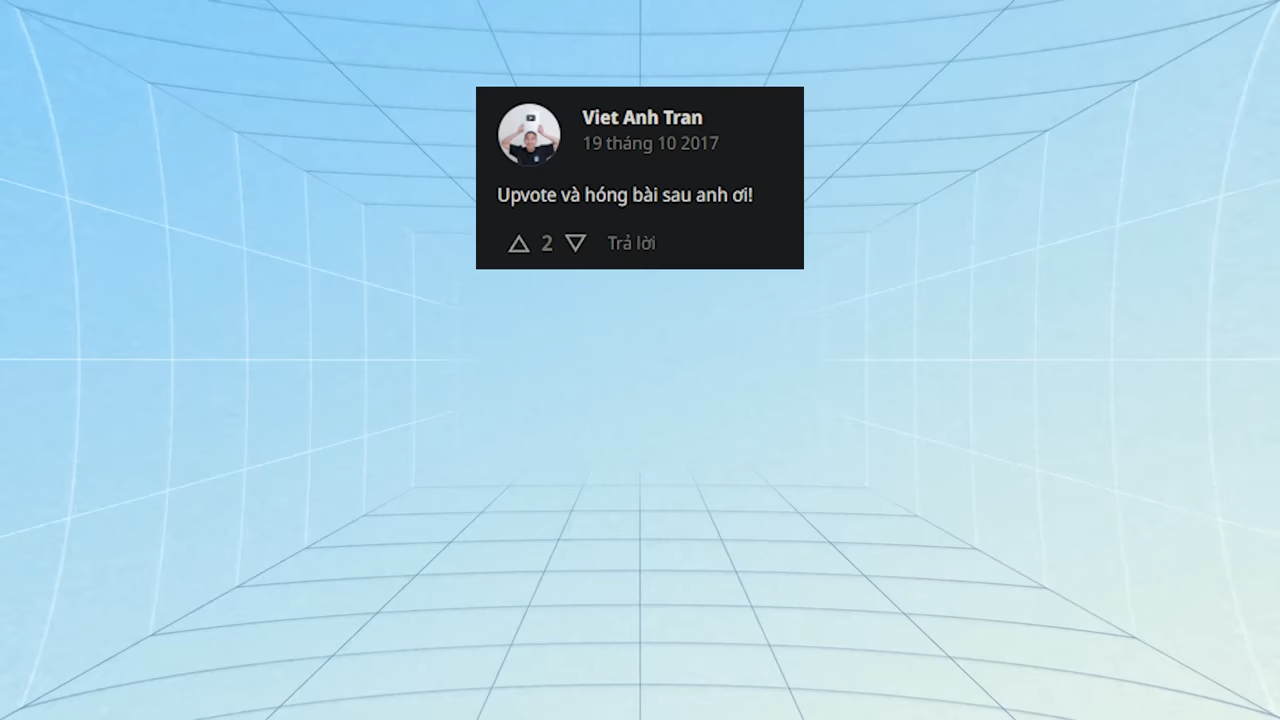 Viet Anh Tran
19 tháng 10 2017
Upvote và hóng bài sau anh ơi!
2 Trả lời